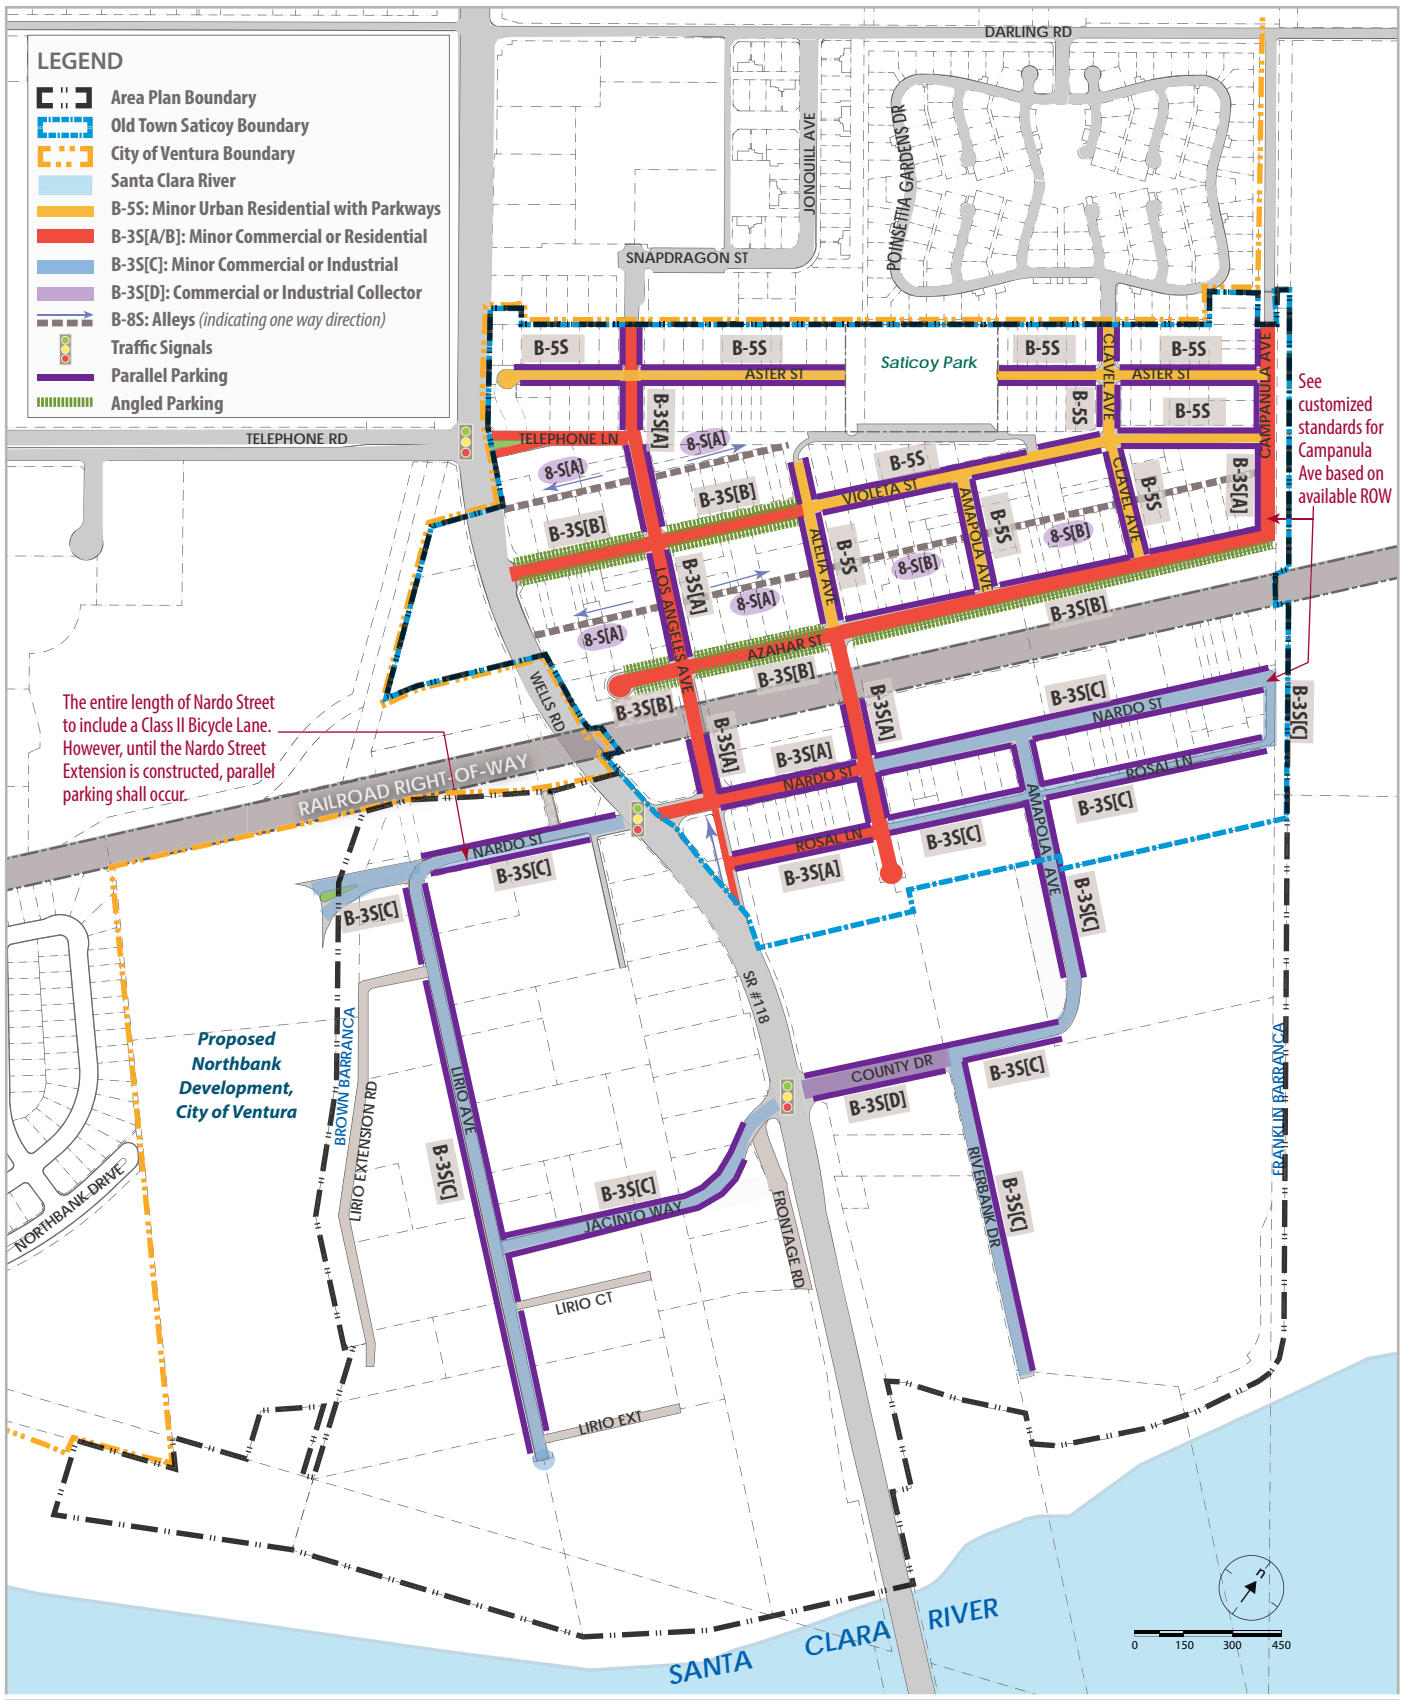 LEGEND
Area Plan Boundary
Old Town Saticoy Boundary
City of Ventura Boundary
Santa Clara River
B-5S: Minor Urban Residential with Parkways
B-3S[A/B]: Minor Commercial or Residential
B-3S[C]: Minor Commercial or Industrial
B-3S[D]: Commercial or Industrial Collector
B-8S: Alleys (indicating one way direction)
Traffic Signals
Parallel Parking
Angled Parking
DARLING RD
JONQUILL AVE
POINSETTIA GARDENS DR
SNAPDRAGON ST
B-5S
B-5S
Saticoy Park
B-5S
CLAVEL AVE
B-5S
CAMPANULA AVE
ASTER ST
ASTER ST
B-5S
B-5S
See
customized
standards for
Campanula
Ave based on
available ROW
TELEPHONE RD
TELEPHONE LN
B-3S[A]
8-S[A]
8-S[A]
B-5S
CLAVEL AVE
B-5S
B-3S[A]
B-3S[B]
B-3S[B]
VIOLETA ST
AMAPOLA AVE
B-5S
8-S[B]
ALELIA AVE
B-5S
8-S[B]
LOS ANGELES AVE
B-3S[A]
8-S[A]
8-S[A]
B-3S[B]
AZAHAR ST
B-3S[B]
B-3S[B]
WELLS RD
The entire length of Nardo Street
to include a Class II Bicycle Lane.
However, until the Nardo Street
Extension is constructed, parallel
parking shall occur.
RAILROAD RIGHT-OF-WAY
B-3S[A]
B-3S[A]
B-3S[A]
NARDO ST
B-3S[C]
NARDO ST
B-3S[C]
ROSAL LN
B-3S[C]
AMAPOLA AVE
ROSAL LN
B-3S[A]
B-3S[C]
B-3S[C]
NARDO ST
B-3S[C]
B-3S[C]
SR #118
Proposed
Northbank
Development,
City of Ventura
BROWN BARRANCA
LIRIO EXTENSION RD
LIRIO AVE
B-3S[C]
COUNTY DR
B-3S[D]
B-3S[C]
FRANKLIN BARRANCA
NORTHBANK DRIVE
B-3S[C]
JACINTO WAY
FRONTAGE RD
RIVERBANK DR
B-3S[C]
LIRIO CT
LIRIO EXT
SANTA CLARA RIVER
n
0 150 300 450